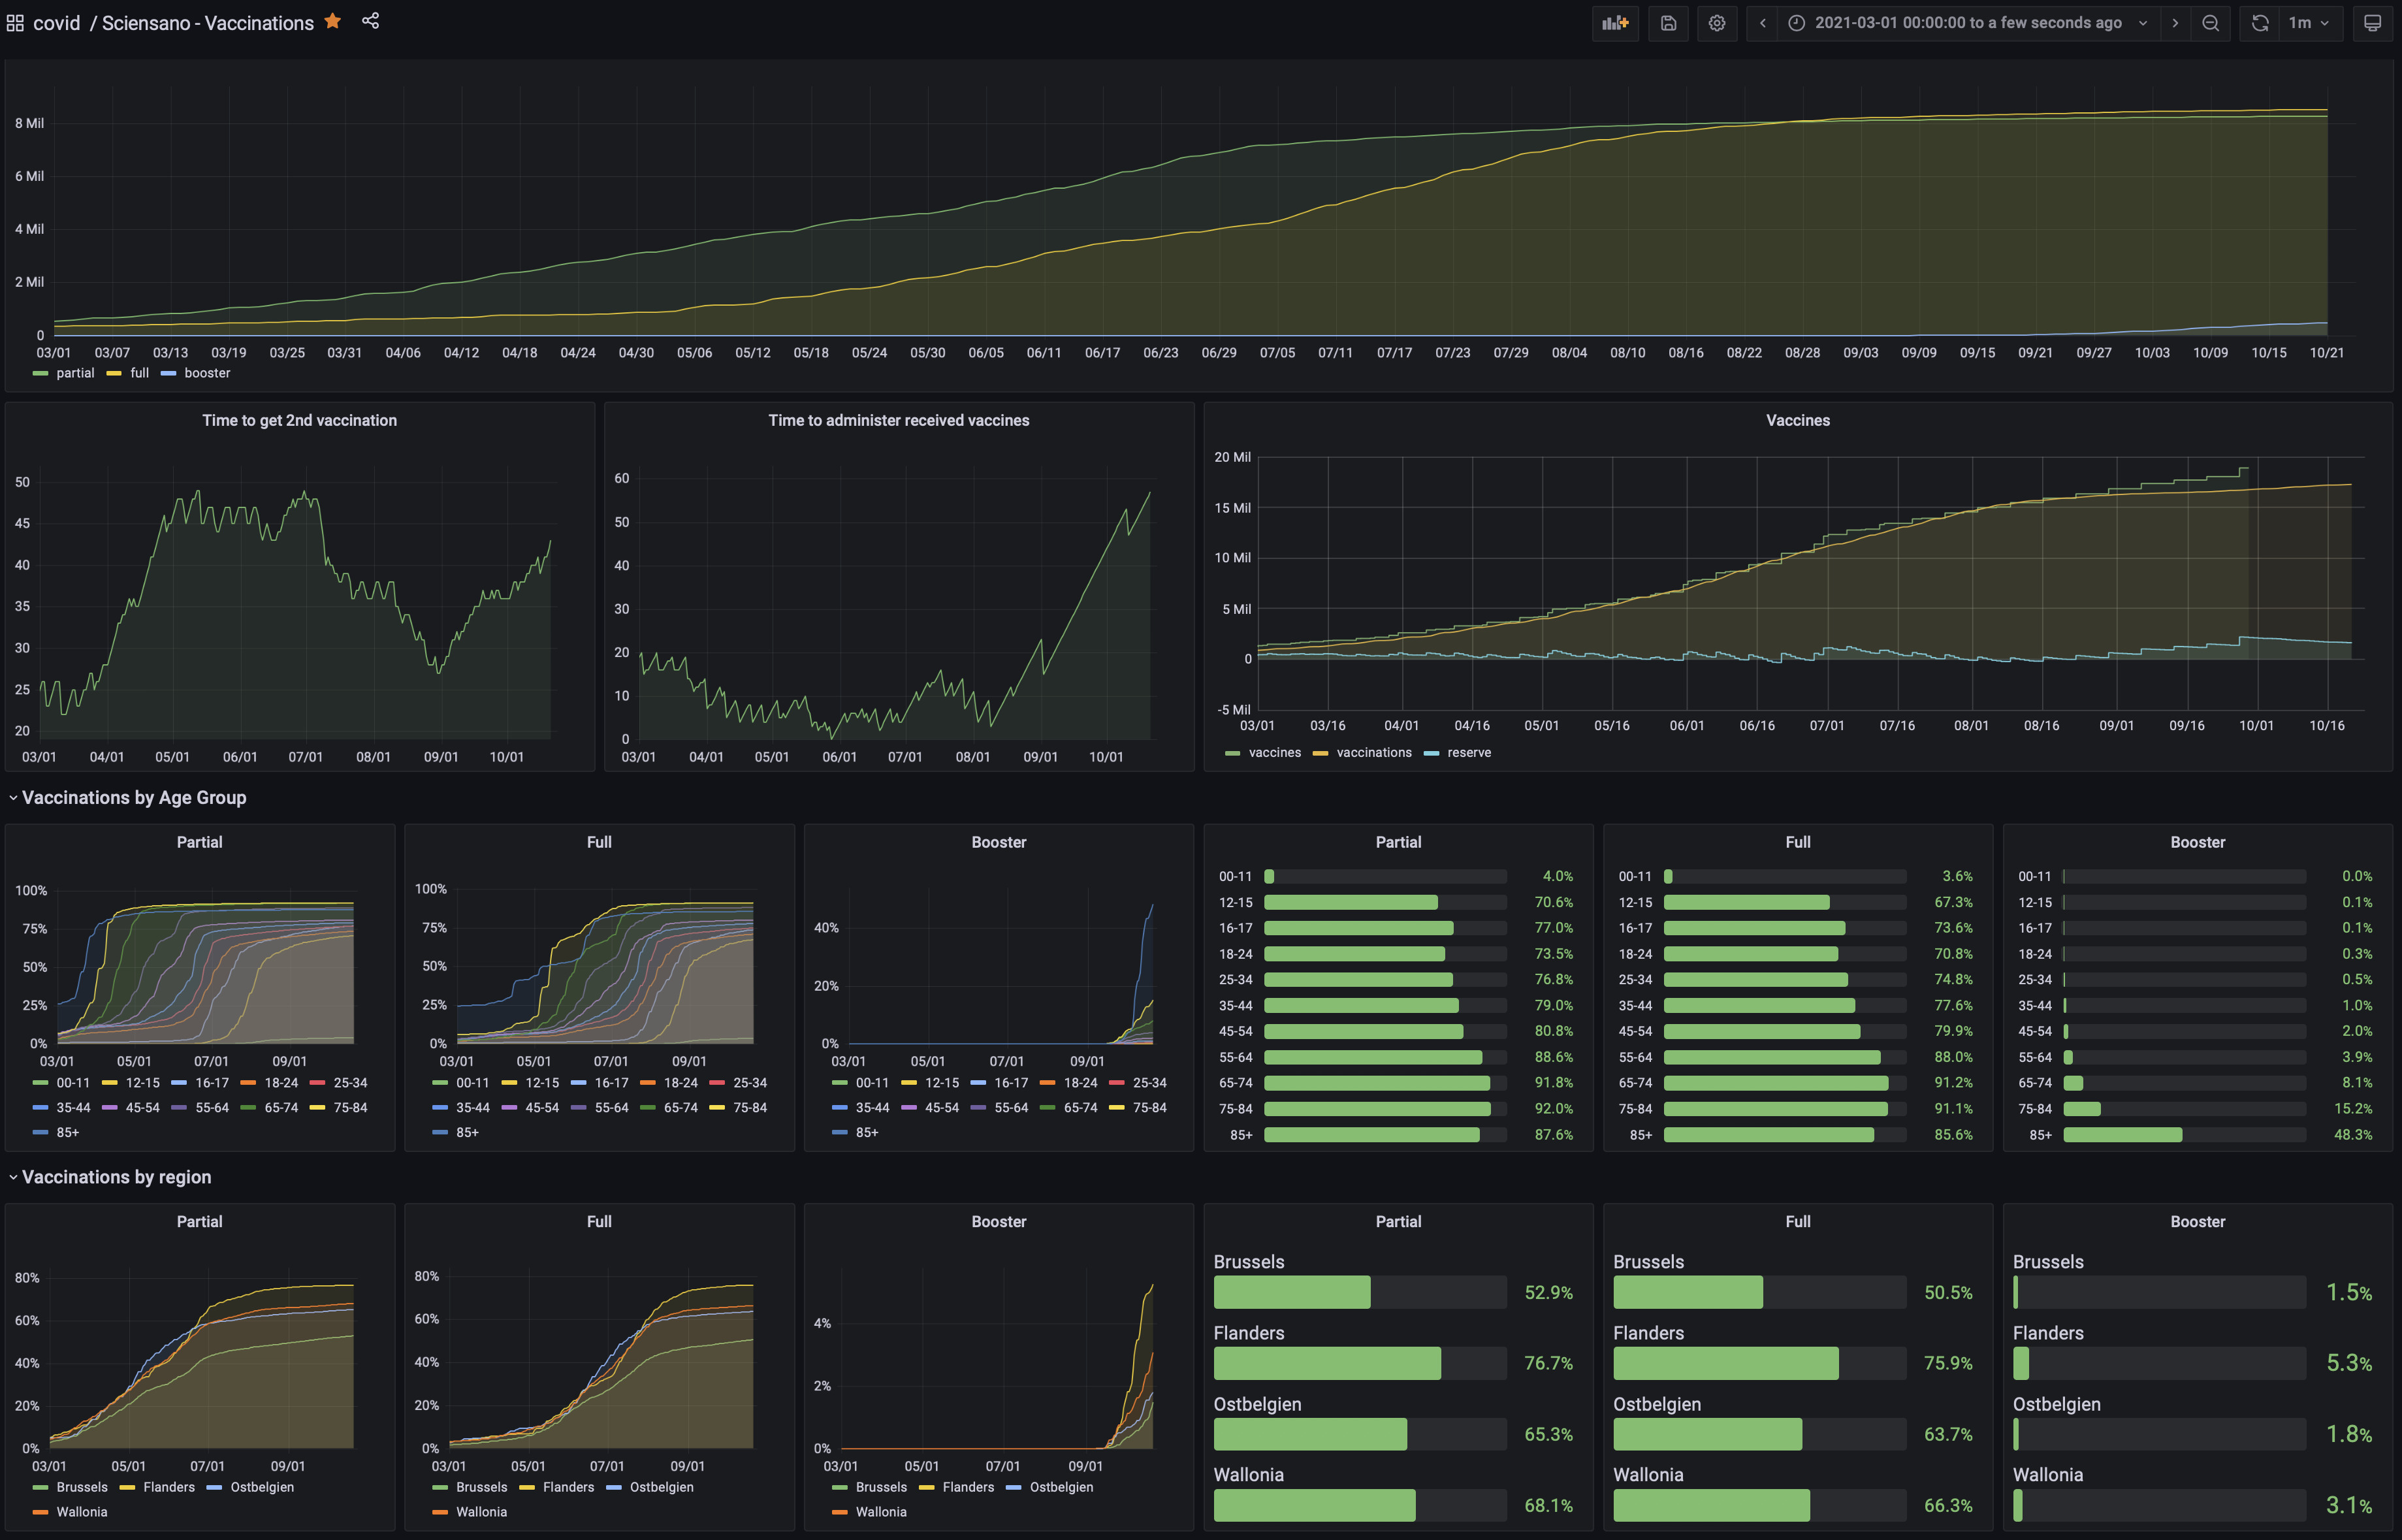 covid / Sciensano - Vaccinations
2021-03-01 00:00:00 to a few seconds ago
1m
8 Mil
6 Mil
4 Mil
2 Mil
0
03/01 03/07 03/13 03/19 03/25 03/31 04/06 04/12 04/18 04/24 04/30 05/06 05/12 05/18 05/24 05/30 06/05 06/11 06/17 06/23 06/29 07/05 07/11 07/17 07/23 07/29 08/04 08/10 08/16 08/22 08/28 09/03 09/09 09/15 09/21 09/27 10/03 10/09 10/15 10/21
partial full booster
Time to get 2nd vaccination
50
45
40
35
30
25
20
03/01 04/01 05/01 06/01 07/01 08/01 09/01 10/01
Time to administer received vaccines
60
50
40
30
20
10
0
03/01 04/01 05/01 06/01 07/01 08/01 09/01 10/01
Vaccines
20 Mil
15 Mil
10 Mil
5 Mil
0
-5 Mil
03/01 03/16 04/01 04/16 05/01 05/16 06/01 06/16 07/01 07/16 08/01 08/16 09/01 09/16 10/01 10/16
vaccines vaccinations reserve
Vaccinations by Age Group
Partial
100%
75%
50%
25%
0%
03/01 05/01 07/01 09/01
00-11 12-15 16-17 18-24 25-34
35-44 45-54 55-64 65-74 75-84
85+
Full
100%
75%
50%
25%
0%
03/01 05/01 07/01 09/01
00-11 12-15 16-17 18-24 25-34
35-44 45-54 55-64 65-74 75-84
85+
Booster
40%
20%
0%
03/01 05/01 07/01 09/01
00-11 12-15 16-17 18-24 25-34
35-44 45-54 55-64 65-74 75-84
85+
Partial
00-11 4.0%
12-15 70.6%
16-17 77.0%
18-24 73.5%
25-34 76.8%
35-44 79.0%
45-54 80.8%
55-64 88.6%
65-74 91.8%
75-84 92.0%
85+ 87.6%
Full
00-11 3.6%
12-15 67.3%
16-17 73.6%
18-24 70.8%
25-34 74.8%
35-44 77.6%
45-54 79.9%
55-64 88.0%
65-74 91.2%
75-84 91.1%
85+ 85.6%
Booster
00-11 0.0%
12-15 0.1%
16-17 0.1%
18-24 0.3%
25-34 0.5%
35-44 1.0%
45-54 2.0%
55-64 3.9%
65-74 8.1%
75-84 15.2%
85+ 48.3%
Vaccinations by region
Partial
80%
60%
40%
20%
0%
03/01 05/01 07/01 09/01
Brussels Flanders Ostbelgien
Wallonia
Full
80%
60%
40%
20%
0%
03/01 05/01 07/01 09/01
Brussels Flanders Ostbelgien
Wallonia
Booster
4%
2%
0%
03/01 05/01 07/01 09/01
Brussels Flanders Ostbelgien
Wallonia
Partial
Brussels
52.9%
Flanders
76.7%
Ostbelgien
65.3%
Wallonia
68.1%
Full
Brussels
50.5%
Flanders
75.9%
Ostbelgien
63.7%
Wallonia
66.3%
Booster
Brussels
1.5%
Flanders
5.3%
Ostbelgien
1.8%
Wallonia
3.1%